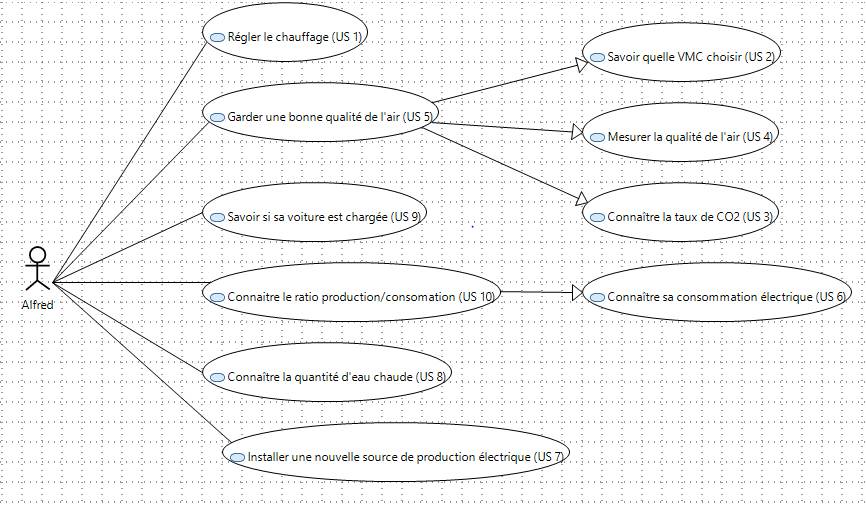 Régler le chauffage (US 1)
Savoir quelle VMC choisir (US 2)
Garder une bonne qualité de l'air (US 5)
Mesurer la qualité de l'air (US 4)
Savoir si sa voiture est chargée (US 9)
Connaître la taux de CO2 (US 3)
Alfred
Connaitre le ratio production/consomation (US 10)
Connaître sa consommation électrique (US 6)
Connaître la quantité d'eau chaude (US 8)
Installer une nouvelle source de production électrique (US 7)